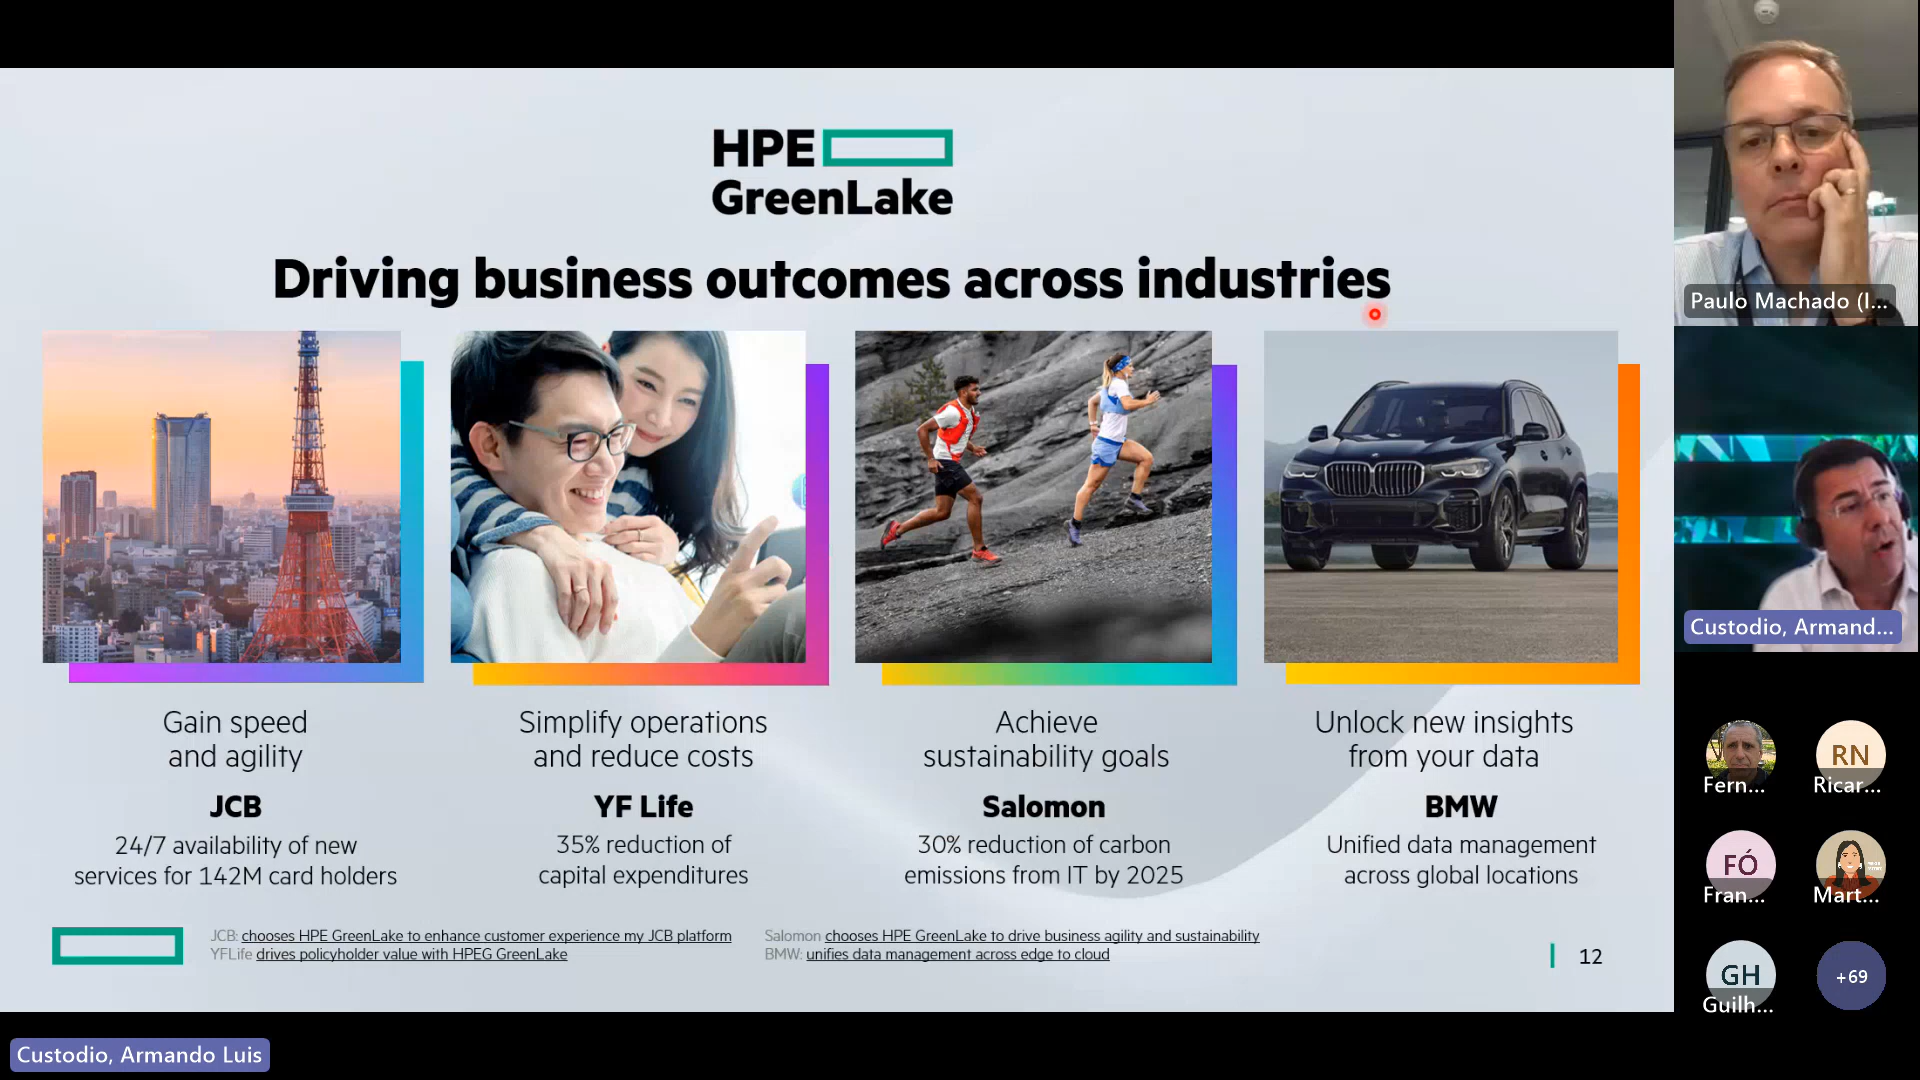 HPE
GreenLake
Driving business outcomes across industries
Gain speed
and agility
JCB
24/7 availability of new
services for 142M card holders
Simplify operations
and reduce costs
YF Life
35% reduction of
capital expenditures
Achieve
sustainability goals
Salomon
30% reduction of carbon
emissions from IT by 2025
Unlock new insights
from your data
BMW
Unified data management
across global locations
JCB: chooses HPE GreenLake to enhance customer experience my JCB platform
YFLife drives policyholder value with HPEG GreenLake
Salomon chooses HPE GreenLake to drive business agility and sustainability
BMW: unifies data management across edge to cloud
12
Paulo Machado (I...
Custodio, Armand...
Fern...
RN
Ricar...
FÓ
Fran...
Mart...
GH
Guilh...
+69
Custodio, Armando Luis